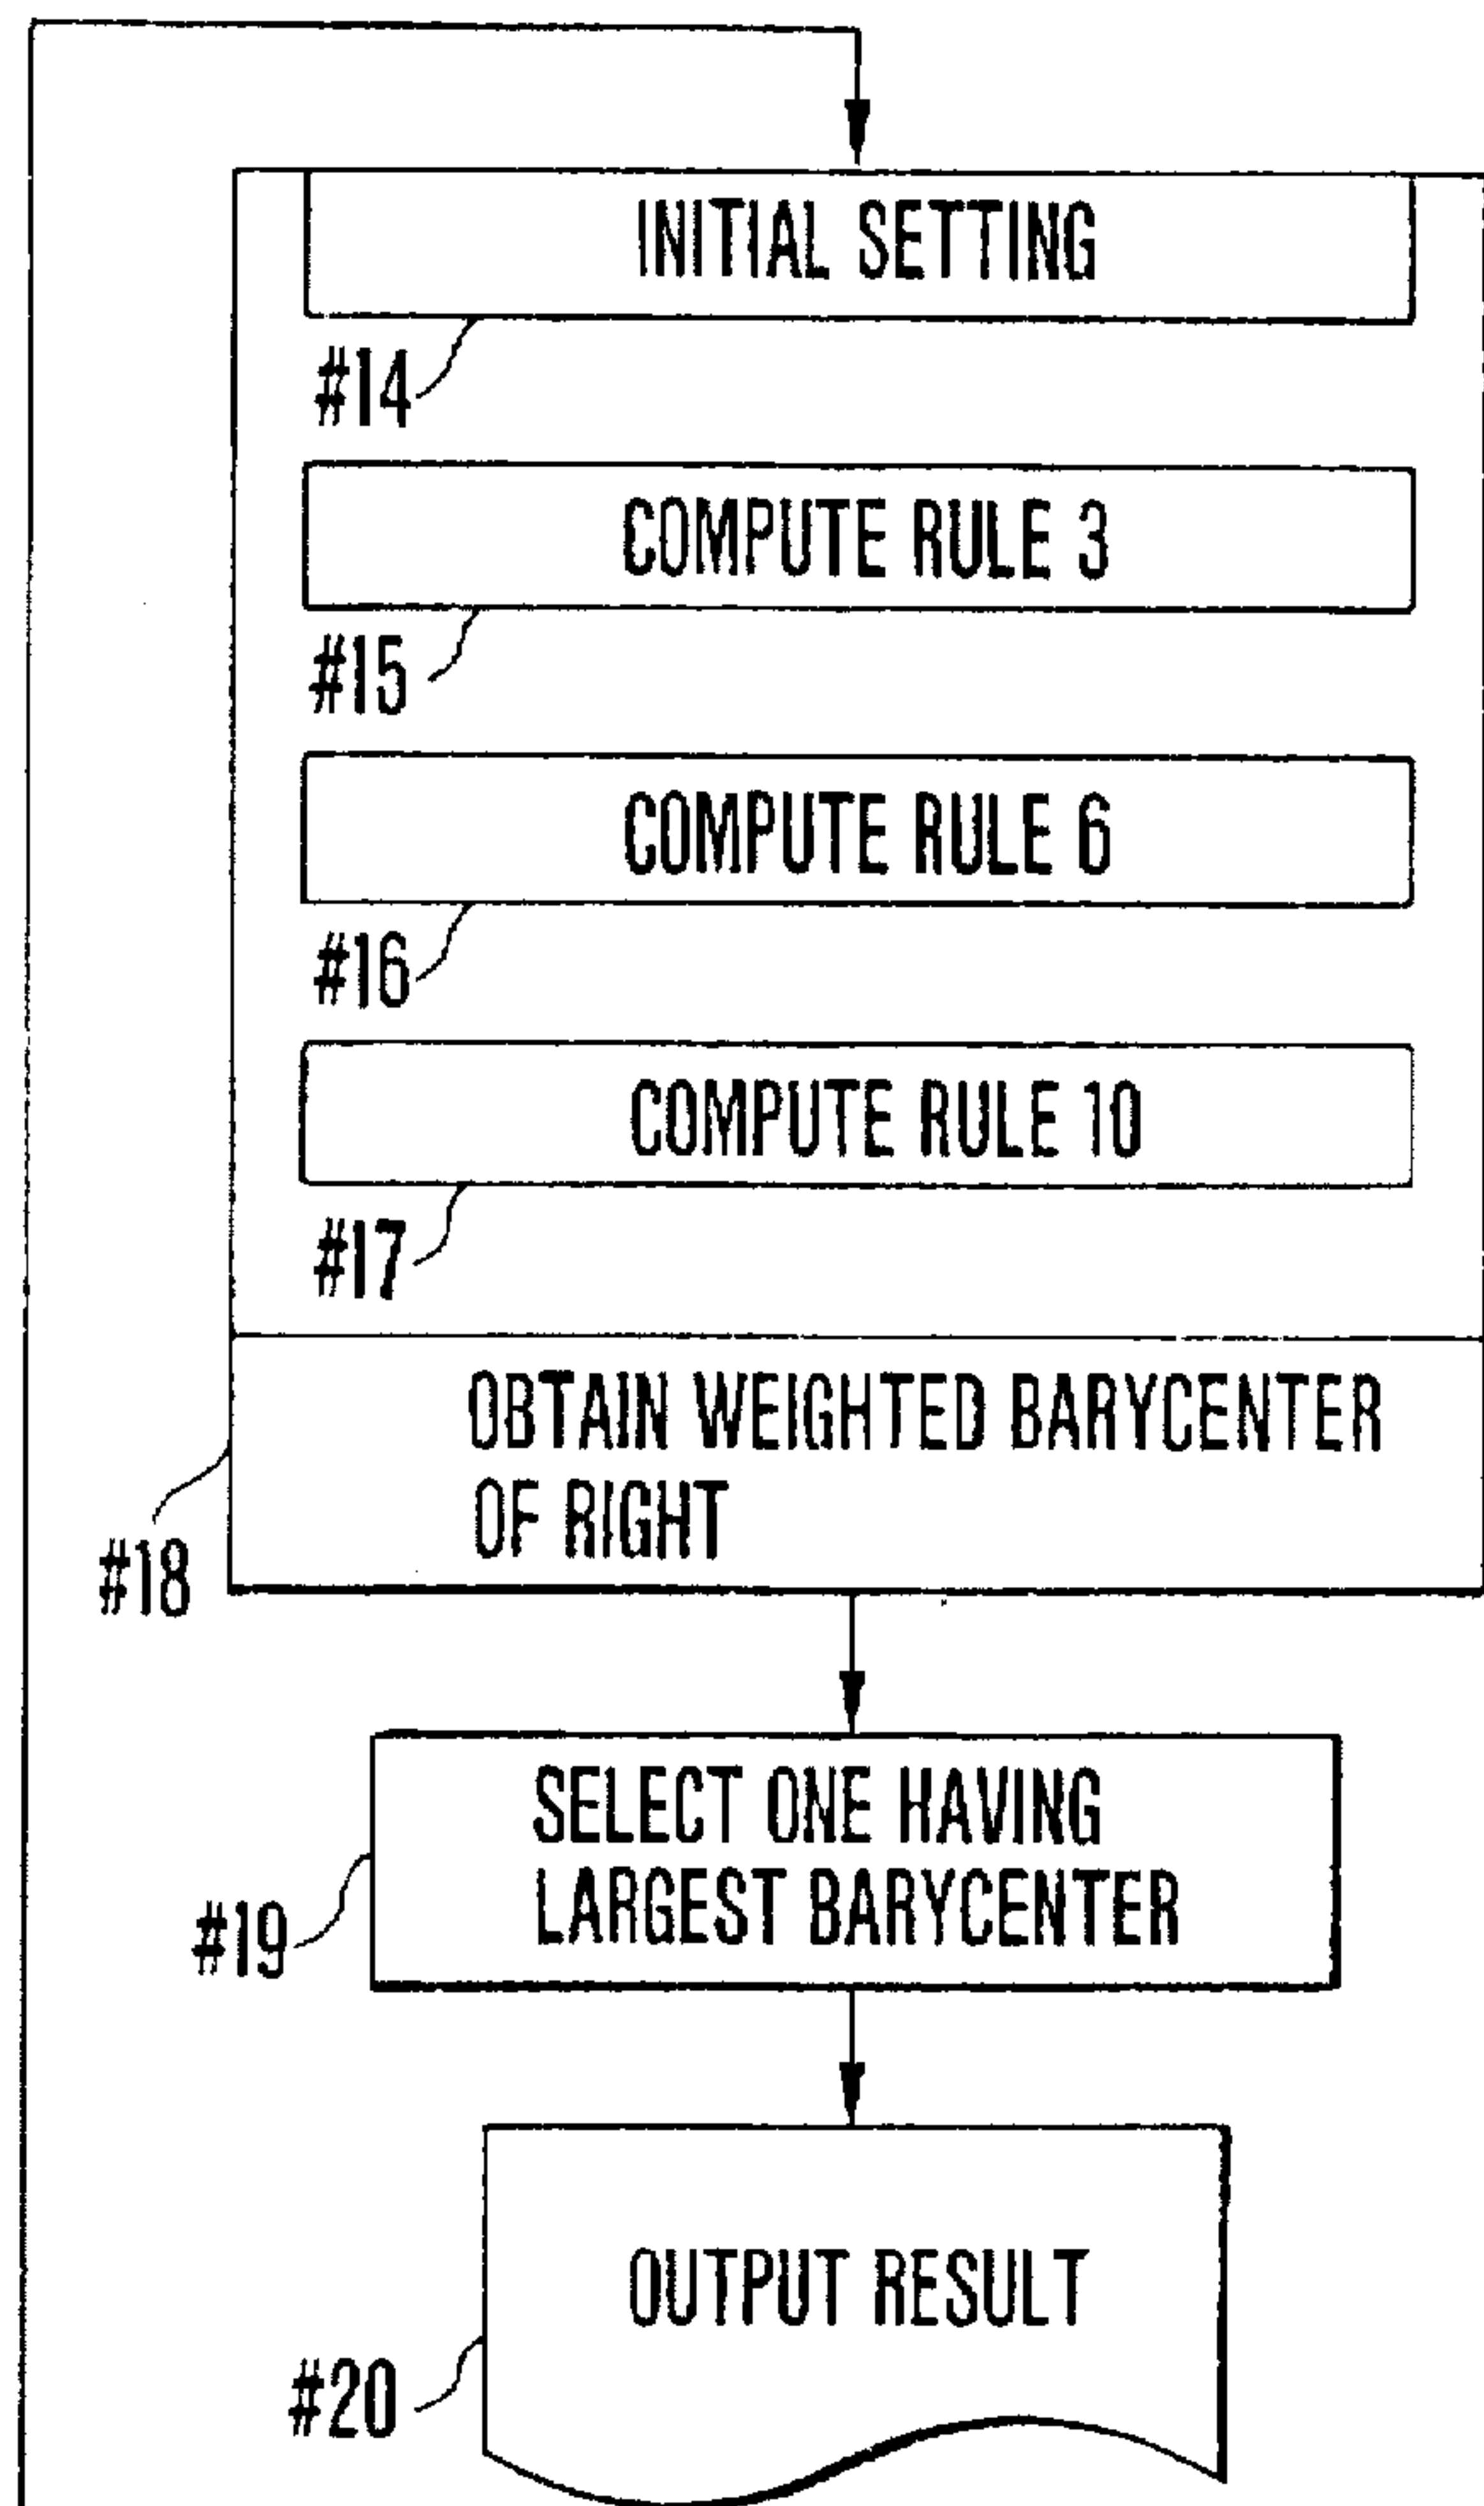 INITIAL SETTING
#14
COMPUTE RULE 3
#15
COMPUTE RULE 6
#16
COMPUTE RULE 10
#17
OBTAIN WEIGHTED BARYCENTER
OF RIGHT
#18
SELECT ONE HAVING
LARGEST BARYCENTER
#19
OUTPUT RESULT
#20